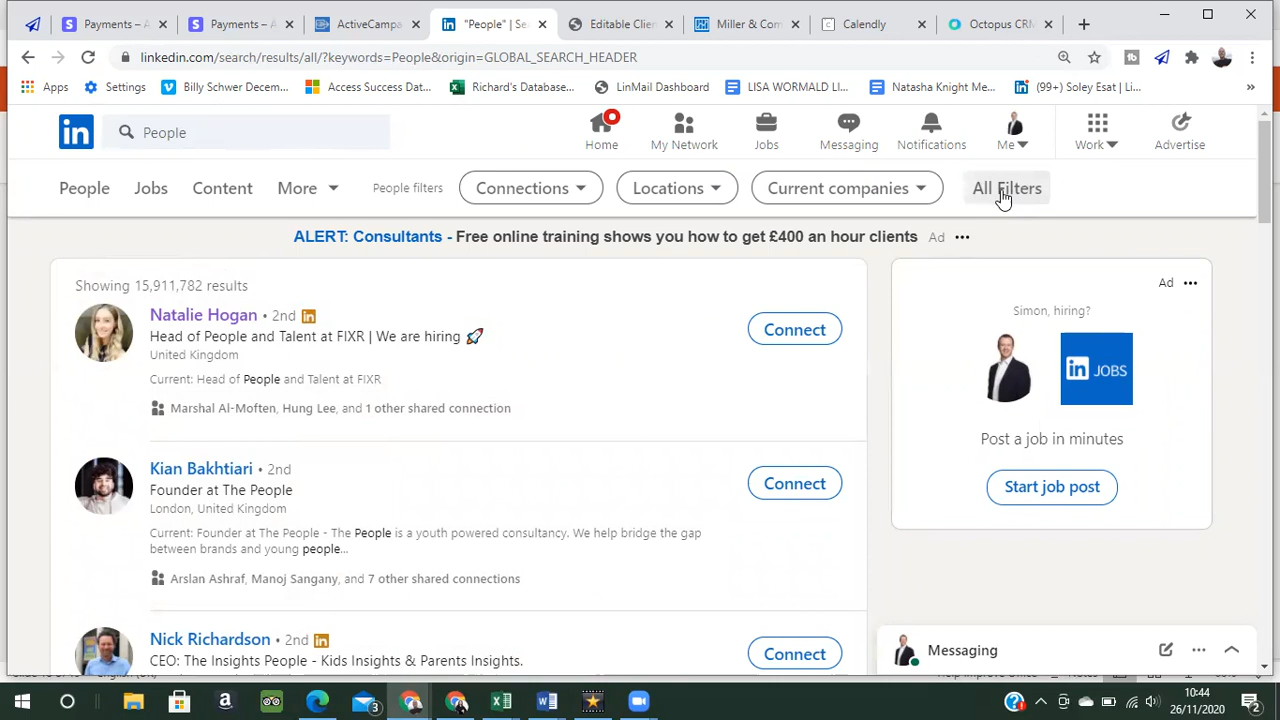 Payments – A
Payments – A
ActiveCampa
"People" | Se
Editable Clien
Miller & Com
Calendly
Octopus CRM
linkedin.com/search/results/all/?keywords=People&origin=GLOBAL_SEARCH_HEADER
Apps
Settings
Billy Schwer Decem...
Access Success Dat...
Richard's Database...
LinMail Dashboard
LISA WORMALD LI...
Natasha Knight Me...
(99+) Soley Esat | Li...
»
in
People
Home
My Network
Jobs
Messaging
Notifications
Me
Work
Advertise
People
Jobs
Content
More
People filters
Connections
Locations
Current companies
All Filters
ALERT: Consultants - Free online training shows you how to get £400 an hour clients
Ad
Showing 15,911,782 results
Natalie Hogan • 2nd in
Head of People and Talent at FIXR | We are hiring 🚀
United Kingdom
Current: Head of People and Talent at FIXR
Marshal Al-Moften, Hung Lee, and 1 other shared connection
Connect
Kian Bakhtiari • 2nd
Founder at The People
London, United Kingdom
Current: Founder at The People - The People is a youth powered consultancy. We help bridge the gap
between brands and young people...
Arslan Ashraf, Manoj Sangany, and 7 other shared connections
Connect
Nick Richardson • 2nd in
CEO: The Insights People - Kids Insights & Parents Insights.
Connect
Ad
Simon, hiring?
in JOBS
Post a job in minutes
Start job post
Messaging
3
10:44
26/11/2020
2